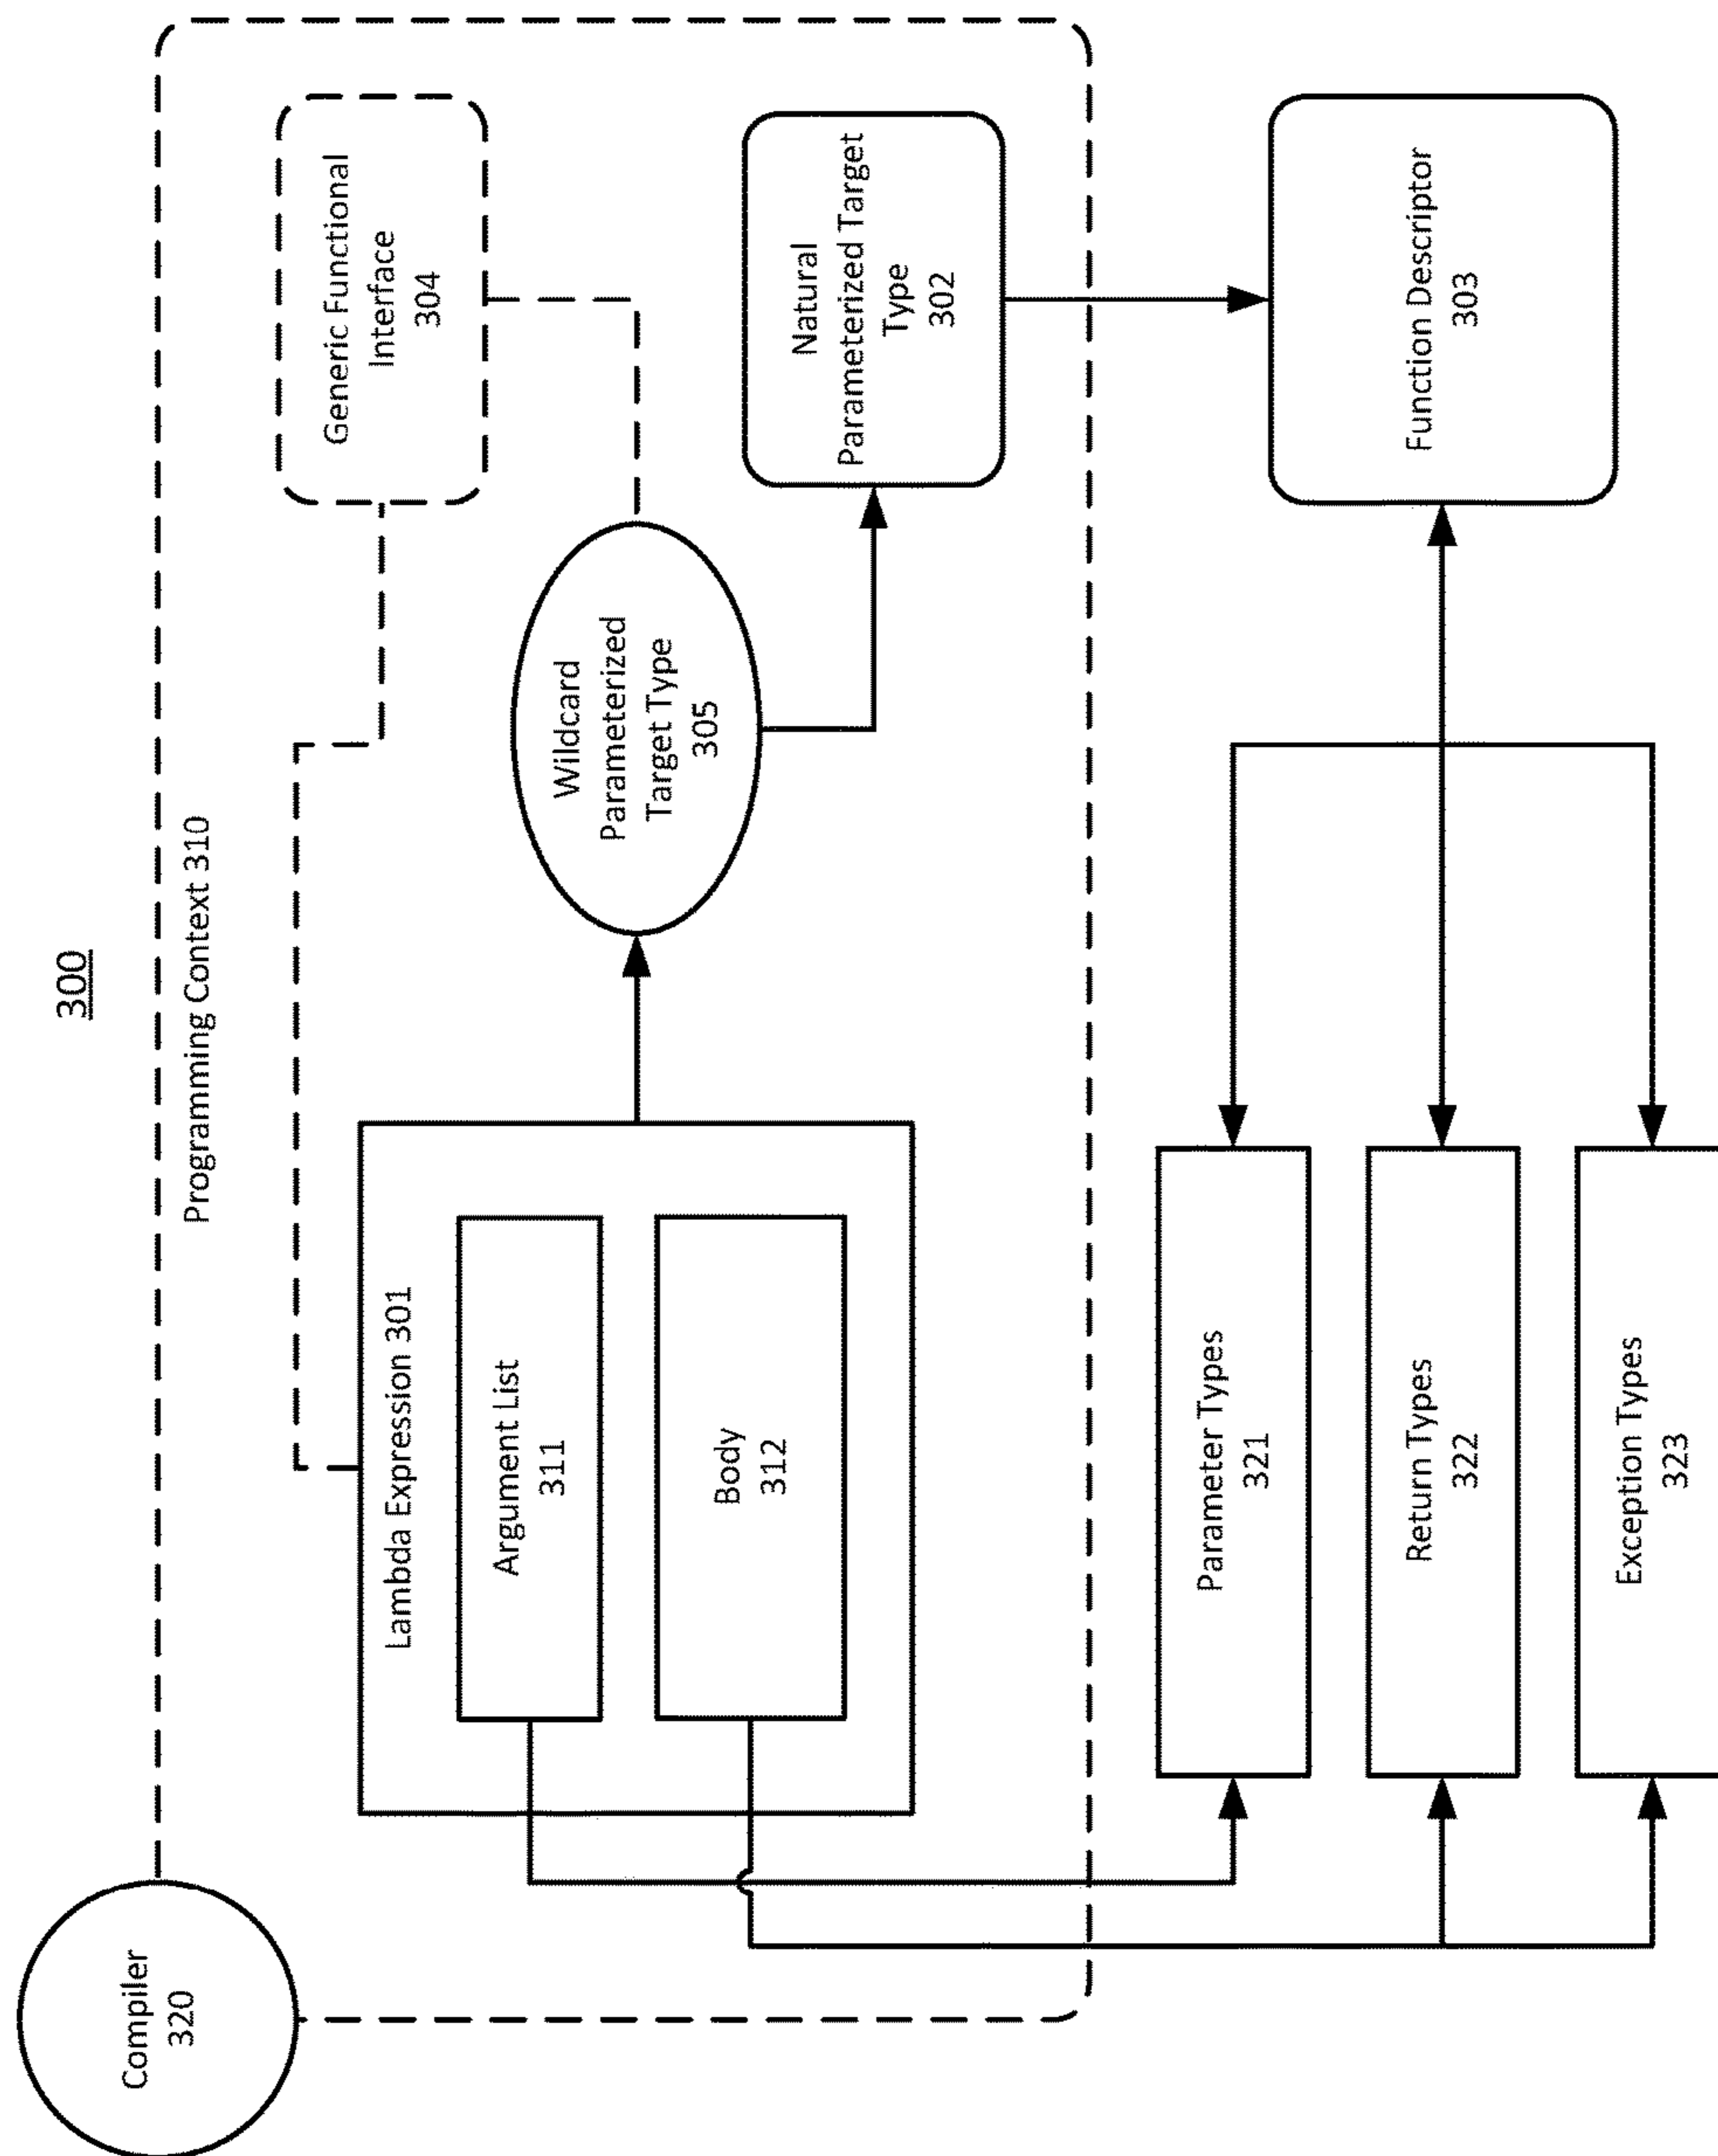 300
Compiler
320
Programming Context 310
Lambda Expression 301
Argument List
311
Body
312
Generic Functional
Interface
304
Wildcard
Parameterized
Target Type
305
Natural
Parameterized Target
Type
302
Parameter Types
321
Return Types
322
Exception Types
323
Function Descriptor
303